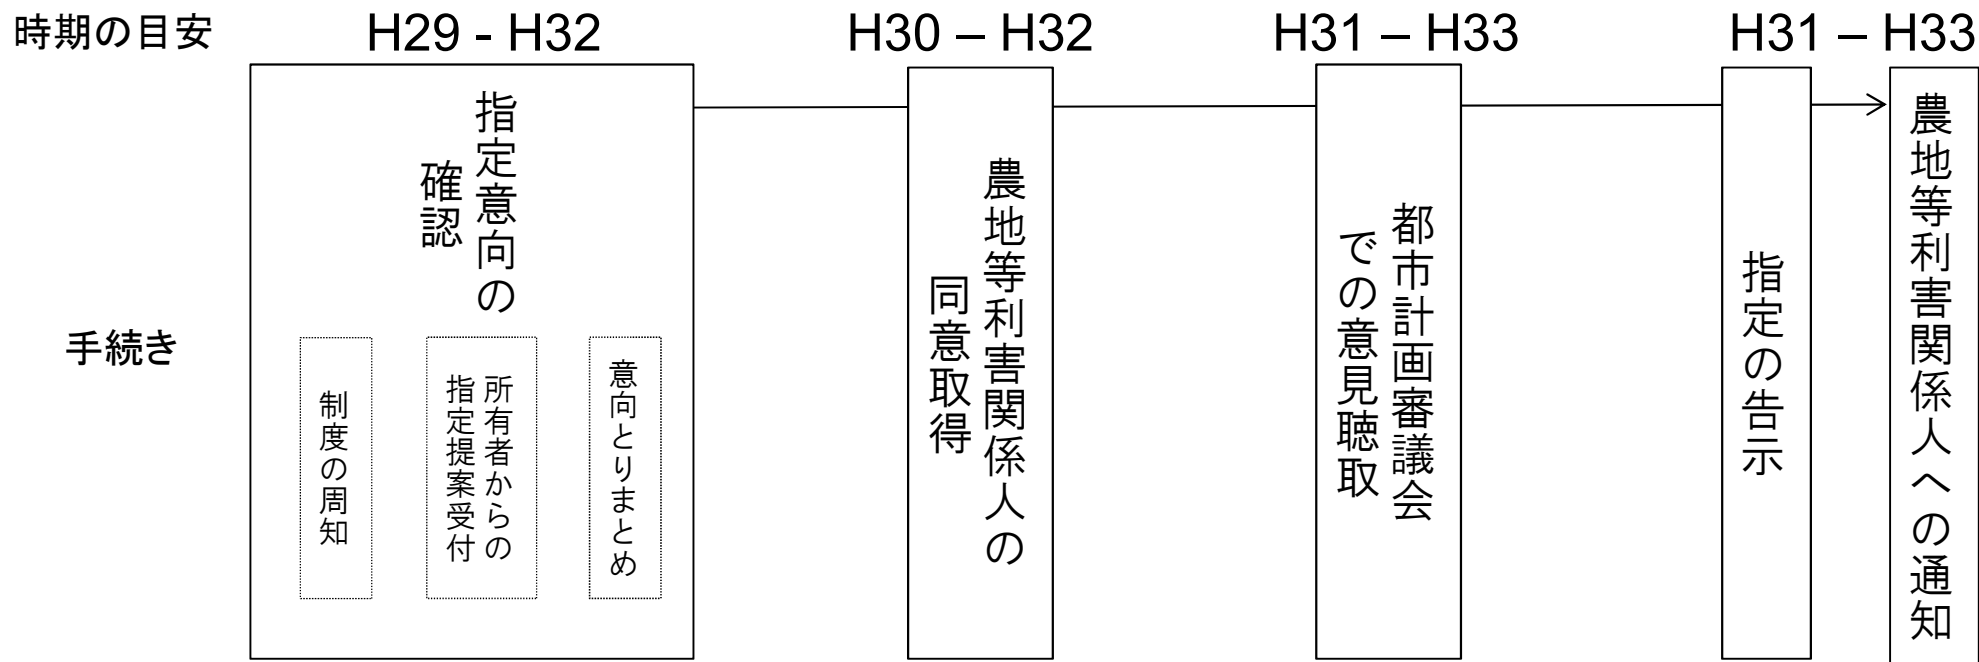 時期の目安
H29 - H32
H30 – H32
H31 – H33
H31 – H33
手続き
指定意向の
確認
制度の周知
所有者からの
指定提案受付
意向とりまとめ
農地等利害関係人の
同意取得
都市計画審議会
での意見聴取
指定の告示
農地等利害関係人への通知